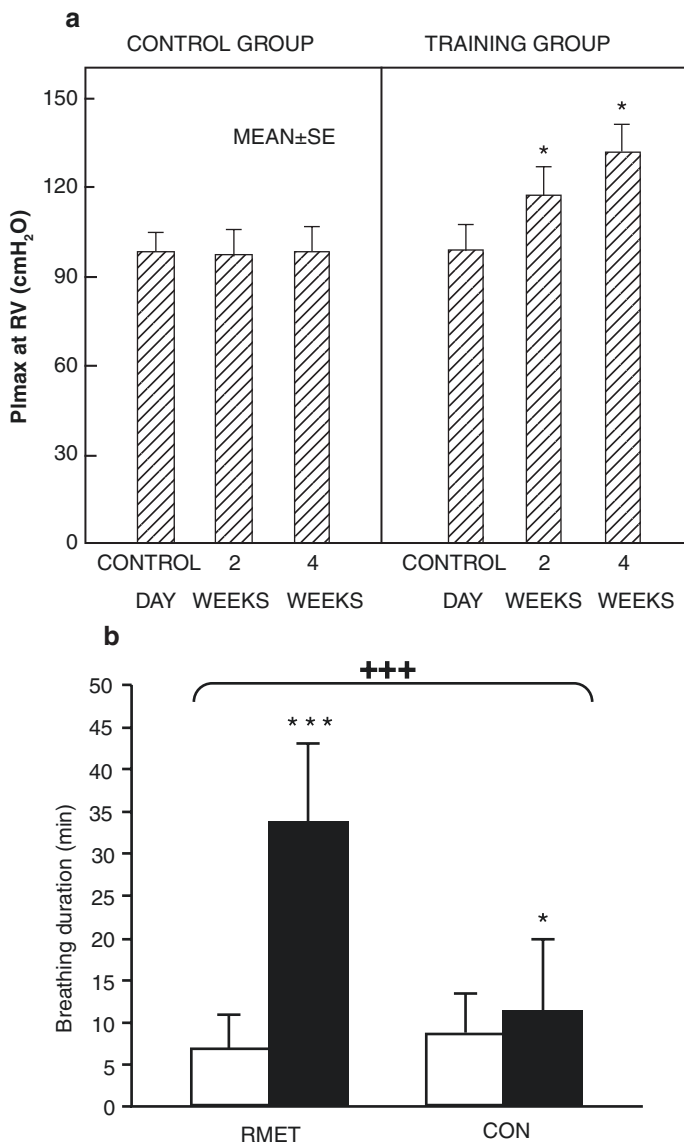 a
CONTROL GROUP
TRAINING GROUP
PImax at RV (cmH₂O)
150
120
90
60
30
0
MEAN±SE
*
*
CONTROL 2 4 CONTROL 2 4
DAY WEEKS WEEKS DAY WEEKS WEEKS
b
+++
Breathing duration (min)
50
45
40
35
30
25
20
15
10
5
0
***
*
RMET CON